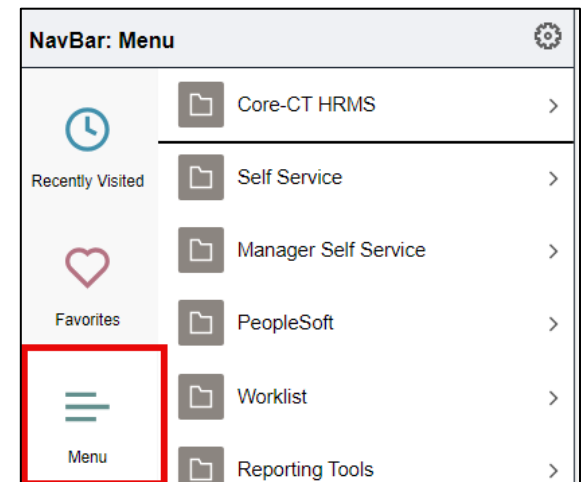 NavBar: Menu
Recently Visited
Favorites
Menu
Core-CT HRMS
Self Service
Manager Self Service
PeopleSoft
Worklist
Reporting Tools